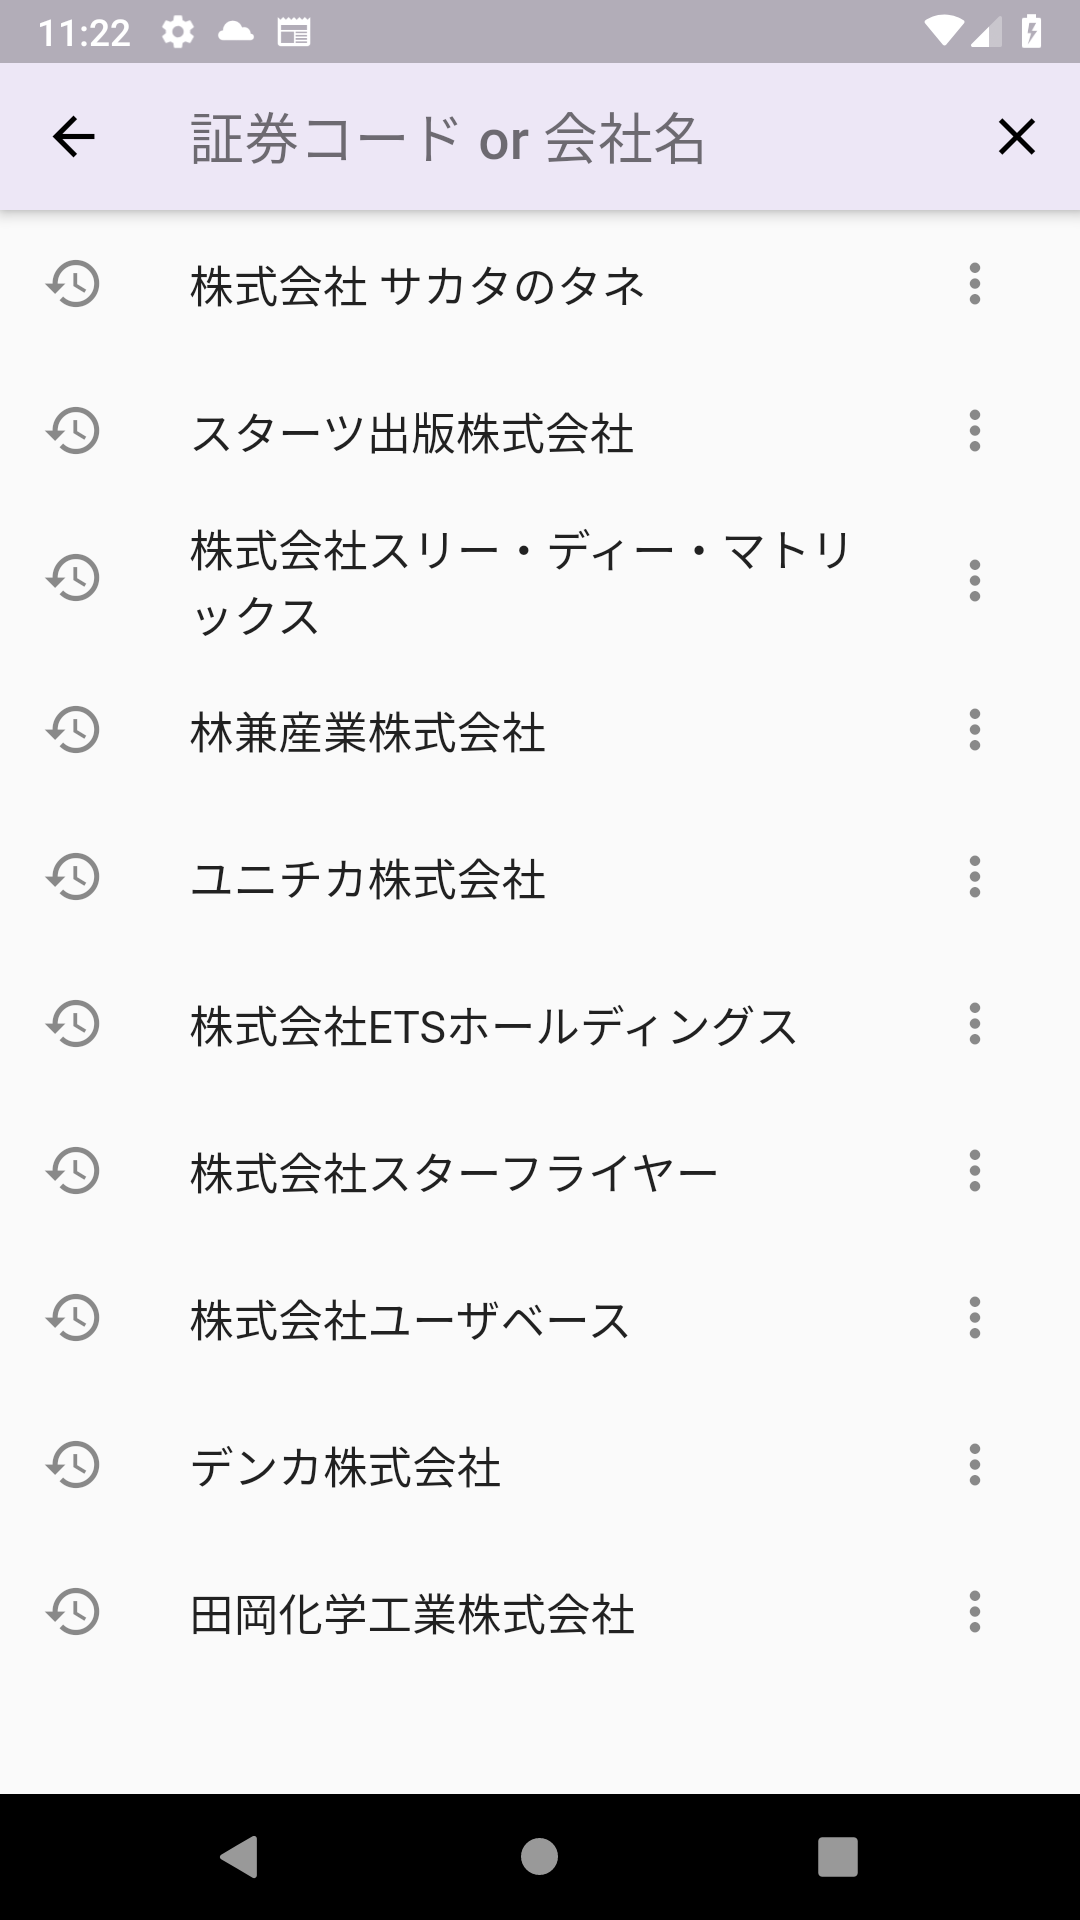 11:22
証券コード or 会社名
株式会社 サカタのタネ
スターツ出版株式会社
株式会社スリー・ディー・マトリ
ックス
林兼産業株式会社
ユニチカ株式会社
株式会社ETSホールディングス
株式会社スターフライヤー
株式会社ユーザベース
デンカ株式会社
田岡化学工業株式会社